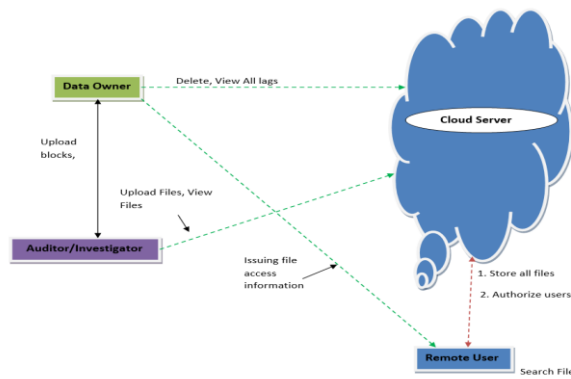 Data Owner
Delete, View All lags
Cloud Server
Upload
blocks,
Upload Files, View
Files
Auditor/Investigator
Issuing file
access
information
1. Store all files
2. Authorize users
Remote User
Search File